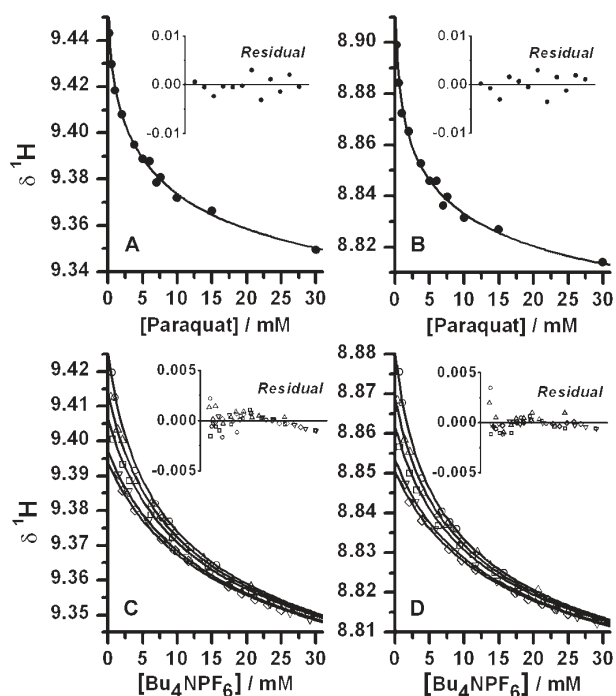 9.44
9.42
9.40
9.38
9.36
9.34
δ ¹H
0.01
0.00
-0.01
Residual
A
0 5 10 15 20 25 30
[Paraquat] / mM
8.90
8.88
8.86
8.84
8.82
0.01
0.00
-0.01
Residual
B
0 5 10 15 20 25 30
[Paraquat] / mM
9.42
9.41
9.40
9.39
9.38
9.37
9.36
9.35
δ ¹H
0.005
0.000
-0.005
Residual
C
0 5 10 15 20 25 30
[Bu₄NPF₆] / mM
8.88
8.87
8.86
8.85
8.84
8.83
8.82
8.81
0.005
0.000
-0.005
Residual
D
0 5 10 15 20 25 30
[Bu₄NPF₆] / mM